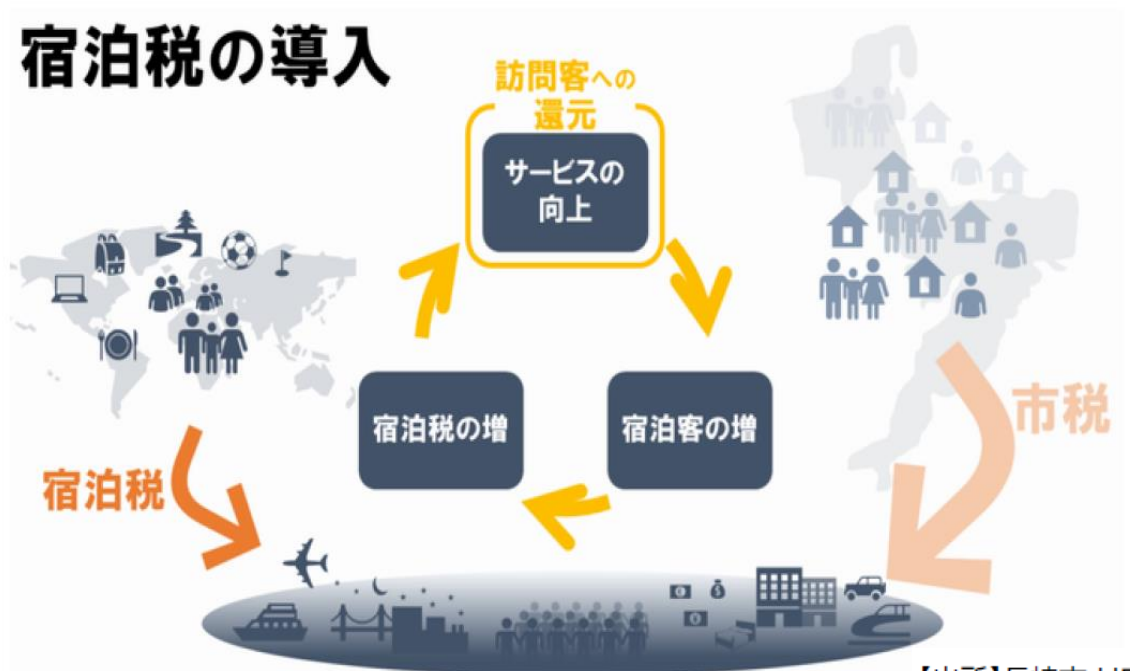 宿泊税の導入
訪問客への
還元
サービスの
向上
宿泊税の増
宿泊客の増
宿泊税
市税